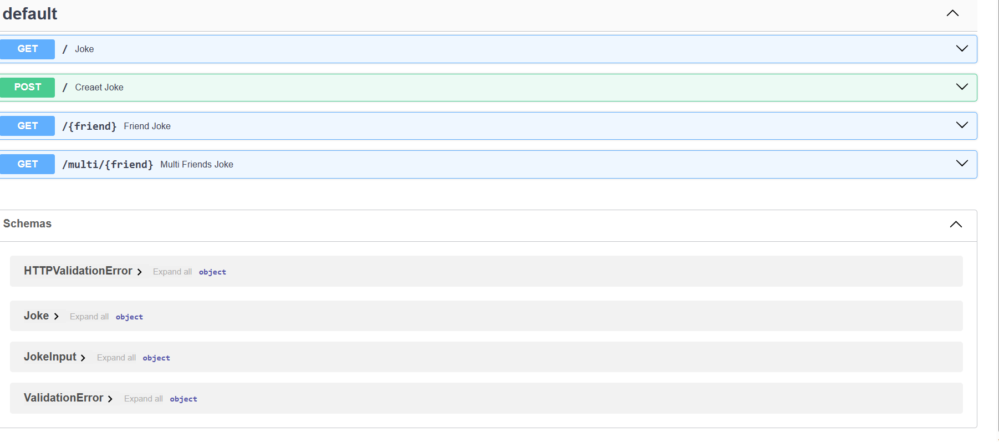 default
GET / Joke
POST / Creaet Joke
GET /{friend} Friend Joke
GET /multi/{friend} Multi Friends Joke
Schemas
HTTPValidationError Expand all object
Joke Expand all object
JokeInput Expand all object
ValidationError Expand all object